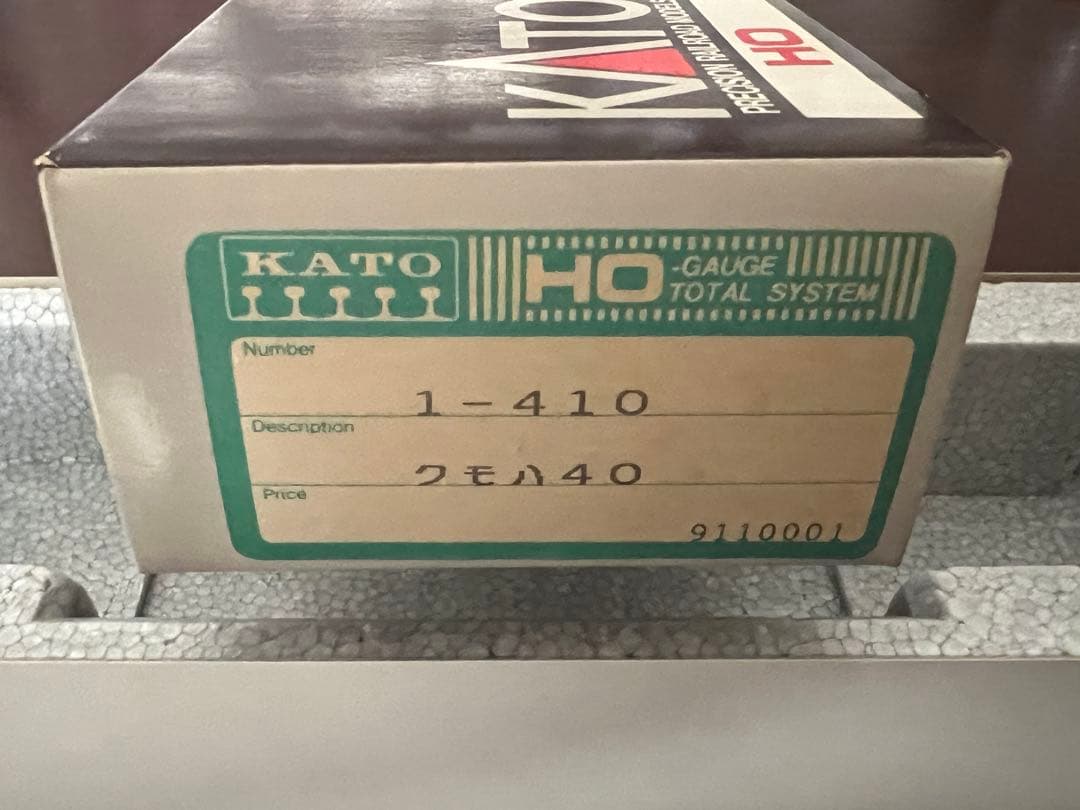 KATO
PRECISION RAILROAD MODELS
HO
KATO
HO-GAUGE
TOTAL SYSTEM
Number
1-410
Description
クモハ40
Price
9110001